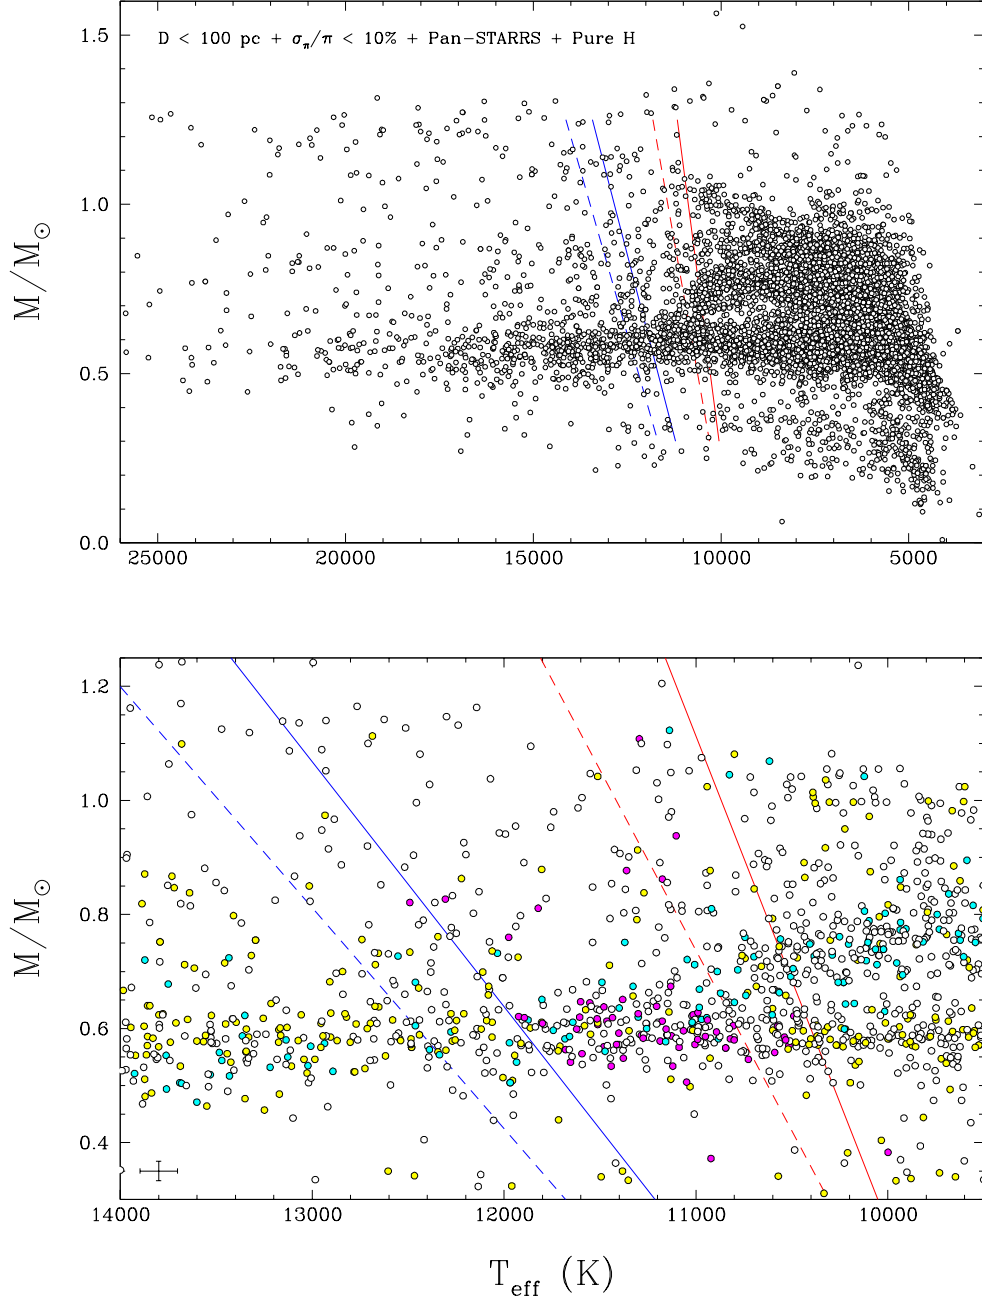 D < 100 pc + σπ/π < 10% + Pan-STARRS + Pure H
1.5
1.0
0.5
0.0
M/M⊙
25000 20000 15000 10000 5000
1.2
1.0
0.8
0.6
0.4
M/M⊙
14000 13000 12000 11000 10000
Teff (K)